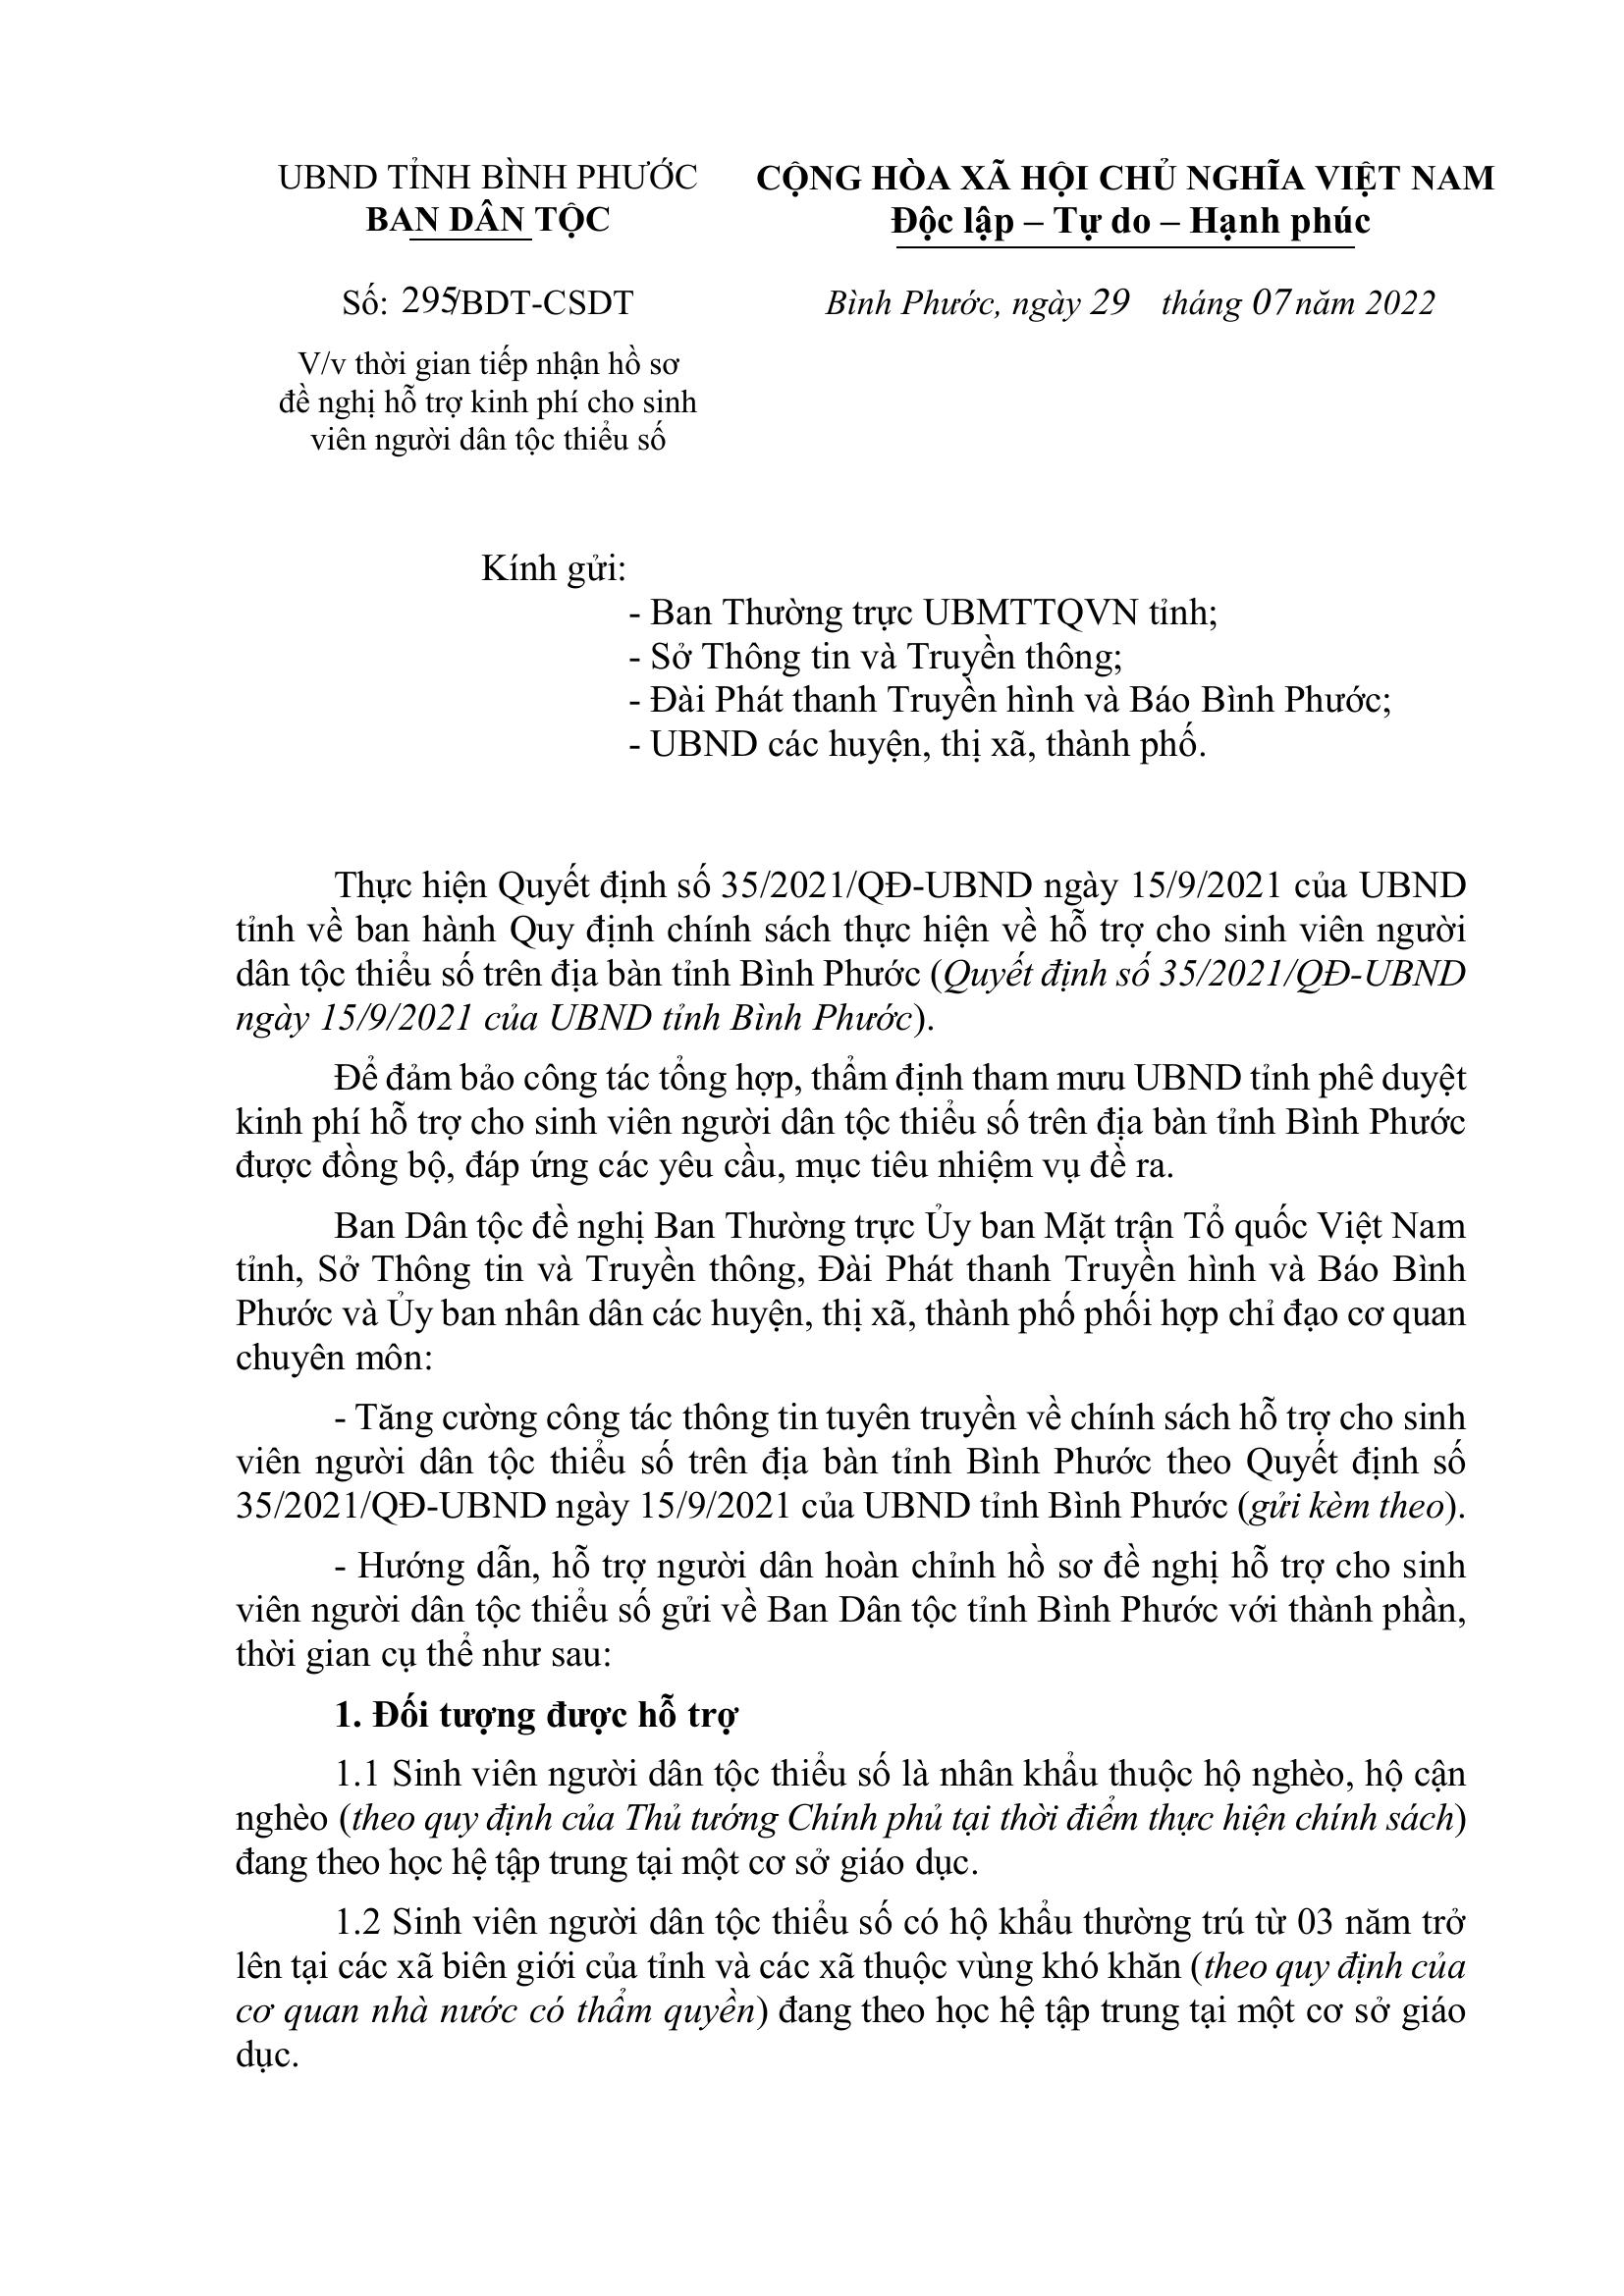 UBND TỈNH BÌNH PHƯỚC
BAN DÂN TỘC
CỘNG HÒA XÃ HỘI CHỦ NGHĨA VIỆT NAM
Độc lập – Tự do – Hạnh phúc
Số: 295/BDT-CSDT
Bình Phước, ngày 29 tháng 07 năm 2022
V/v thời gian tiếp nhận hồ sơ
đề nghị hỗ trợ kinh phí cho sinh
viên người dân tộc thiểu số
Kính gửi:
- Ban Thường trực UBMTTQVN tỉnh;
- Sở Thông tin và Truyền thông;
- Đài Phát thanh Truyền hình và Báo Bình Phước;
- UBND các huyện, thị xã, thành phố.
Thực hiện Quyết định số 35/2021/QĐ-UBND ngày 15/9/2021 của UBND
tỉnh về ban hành Quy định chính sách thực hiện về hỗ trợ cho sinh viên người
dân tộc thiểu số trên địa bàn tỉnh Bình Phước (Quyết định số 35/2021/QĐ-UBND
ngày 15/9/2021 của UBND tỉnh Bình Phước).
Để đảm bảo công tác tổng hợp, thẩm định tham mưu UBND tỉnh phê duyệt
kinh phí hỗ trợ cho sinh viên người dân tộc thiểu số trên địa bàn tỉnh Bình Phước
được đồng bộ, đáp ứng các yêu cầu, mục tiêu nhiệm vụ đề ra.
Ban Dân tộc đề nghị Ban Thường trực Ủy ban Mặt trận Tổ quốc Việt Nam
tỉnh, Sở Thông tin và Truyền thông, Đài Phát thanh Truyền hình và Báo Bình
Phước và Ủy ban nhân dân các huyện, thị xã, thành phố phối hợp chỉ đạo cơ quan
chuyên môn:
- Tăng cường công tác thông tin tuyên truyền về chính sách hỗ trợ cho sinh
viên người dân tộc thiểu số trên địa bàn tỉnh Bình Phước theo Quyết định số
35/2021/QĐ-UBND ngày 15/9/2021 của UBND tỉnh Bình Phước (gửi kèm theo).
- Hướng dẫn, hỗ trợ người dân hoàn chỉnh hồ sơ đề nghị hỗ trợ cho sinh
viên người dân tộc thiểu số gửi về Ban Dân tộc tỉnh Bình Phước với thành phần,
thời gian cụ thể như sau:
1. Đối tượng được hỗ trợ
1.1 Sinh viên người dân tộc thiểu số là nhân khẩu thuộc hộ nghèo, hộ cận
nghèo (theo quy định của Thủ tướng Chính phủ tại thời điểm thực hiện chính sách)
đang theo học hệ tập trung tại một cơ sở giáo dục.
1.2 Sinh viên người dân tộc thiểu số có hộ khẩu thường trú từ 03 năm trở
lên tại các xã biên giới của tỉnh và các xã thuộc vùng khó khăn (theo quy định của
cơ quan nhà nước có thẩm quyền) đang theo học hệ tập trung tại một cơ sở giáo
dục.